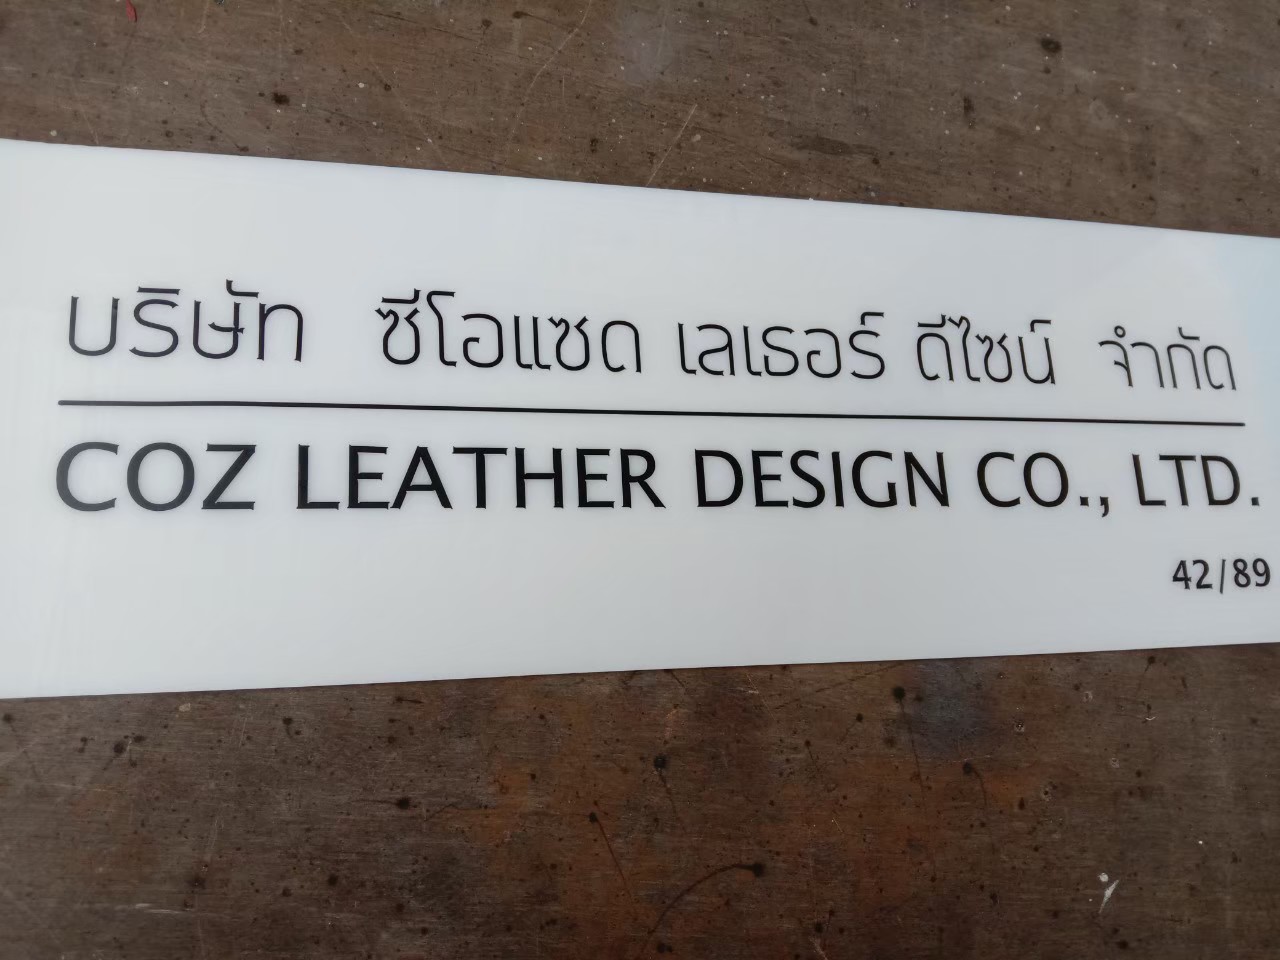 บริษัท ซีโอแซด เลเธอร์ ดีไซน์ จำกัด
COZ LEATHER DESIGN CO., LTD.
42/89